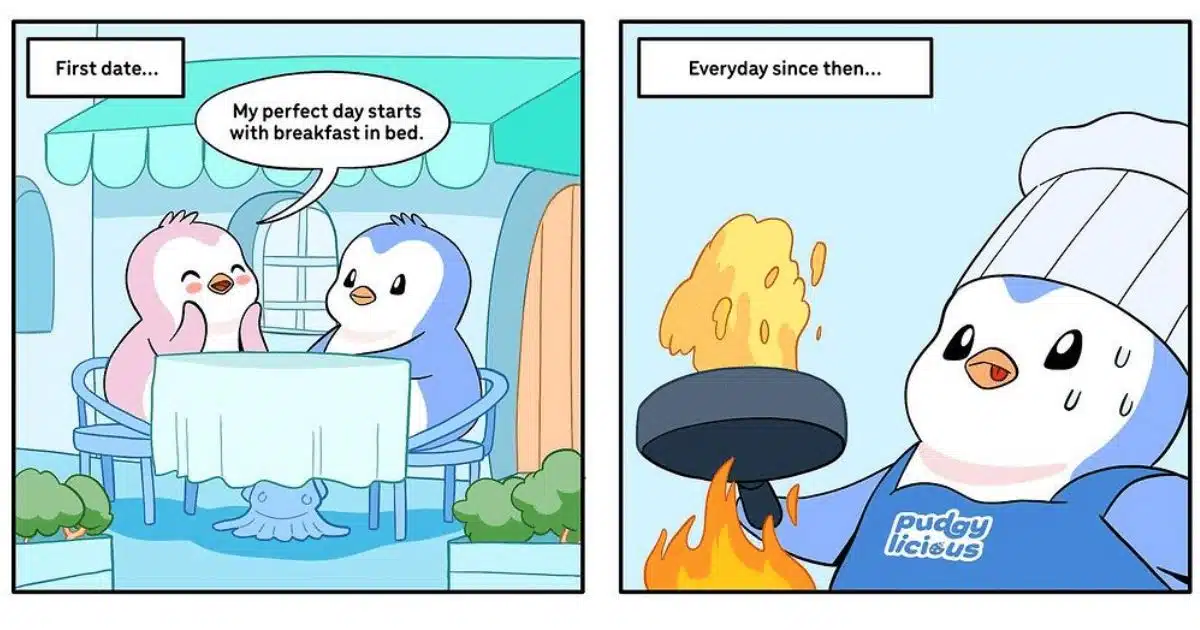 First date...
My perfect day starts
with breakfast in bed.
Everyday since then...
pudgy
licious